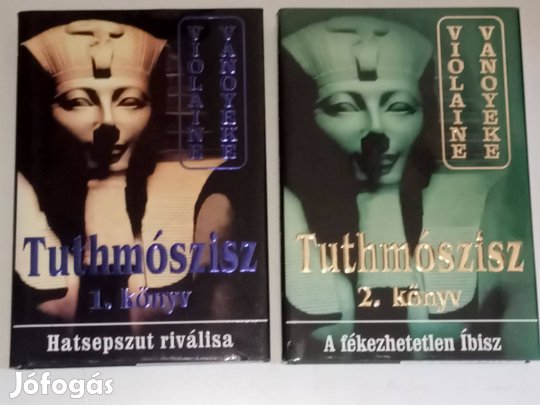 VIOLAINE
VANOYEKE
Tuthmószisz
1. könyv
Hatsepszut riválisa
VIOLAINE
VANOYEKE
Tuthmószisz
2. könyv
A fékezhetetlen Íbisz
Jófogás